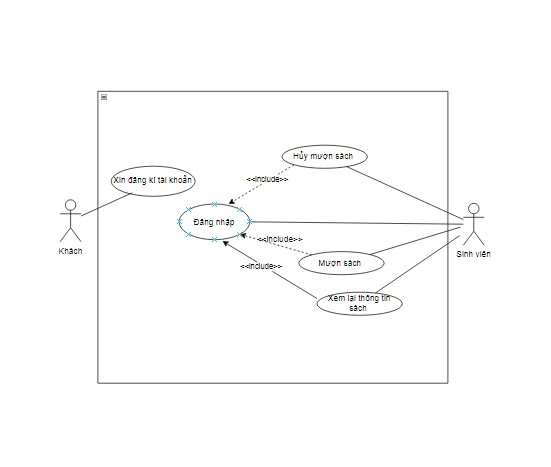 Hủy mượn sách
Xin đăng kí tài khoản
<<include>>
Đăng nhập
<<include>>
Khách
Sinh viên
Mượn sách
<<include>>
Xem lại thông tin
sách